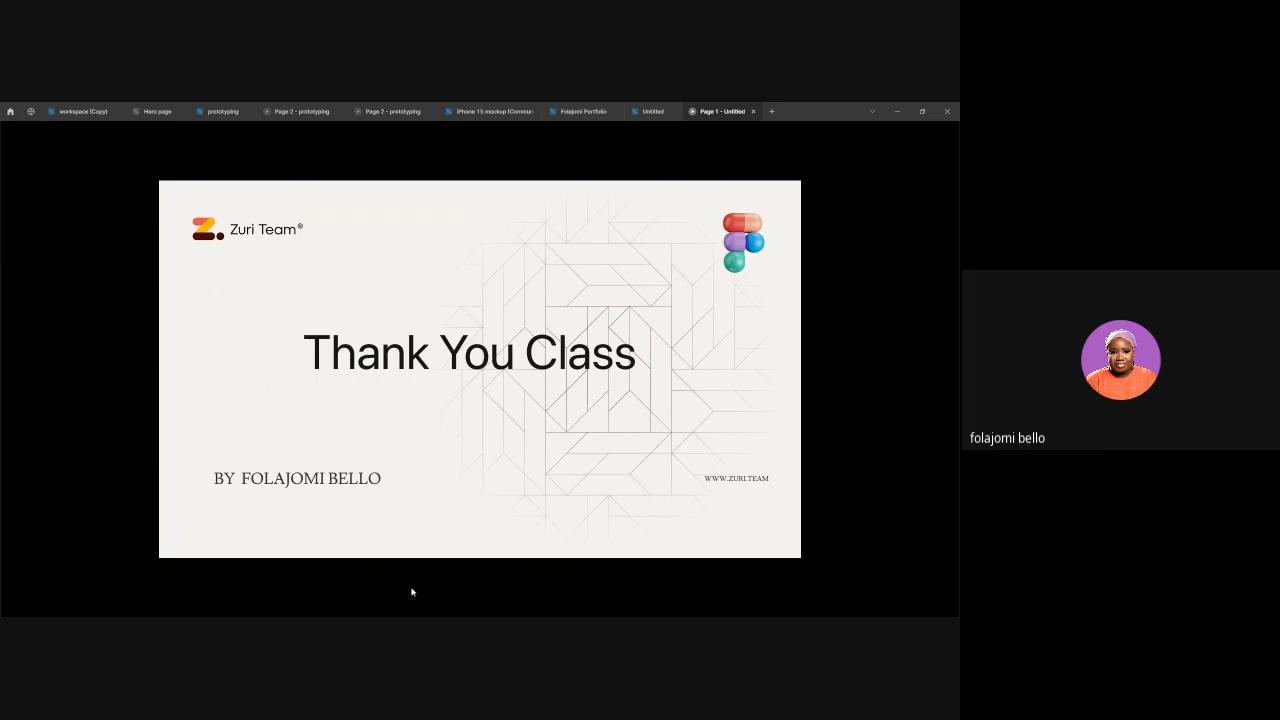 workspace (Copy) Hero page prototyping Page 2 - prototyping Page 2 - prototyping iPhone 15 mockup (Commun Folajomi Portfolio Untitled Page 1 - Untitled
Zuri Team®
Thank You Class
BY FOLAJOMI BELLO
WWW.ZURI.TEAM
folajomi bello